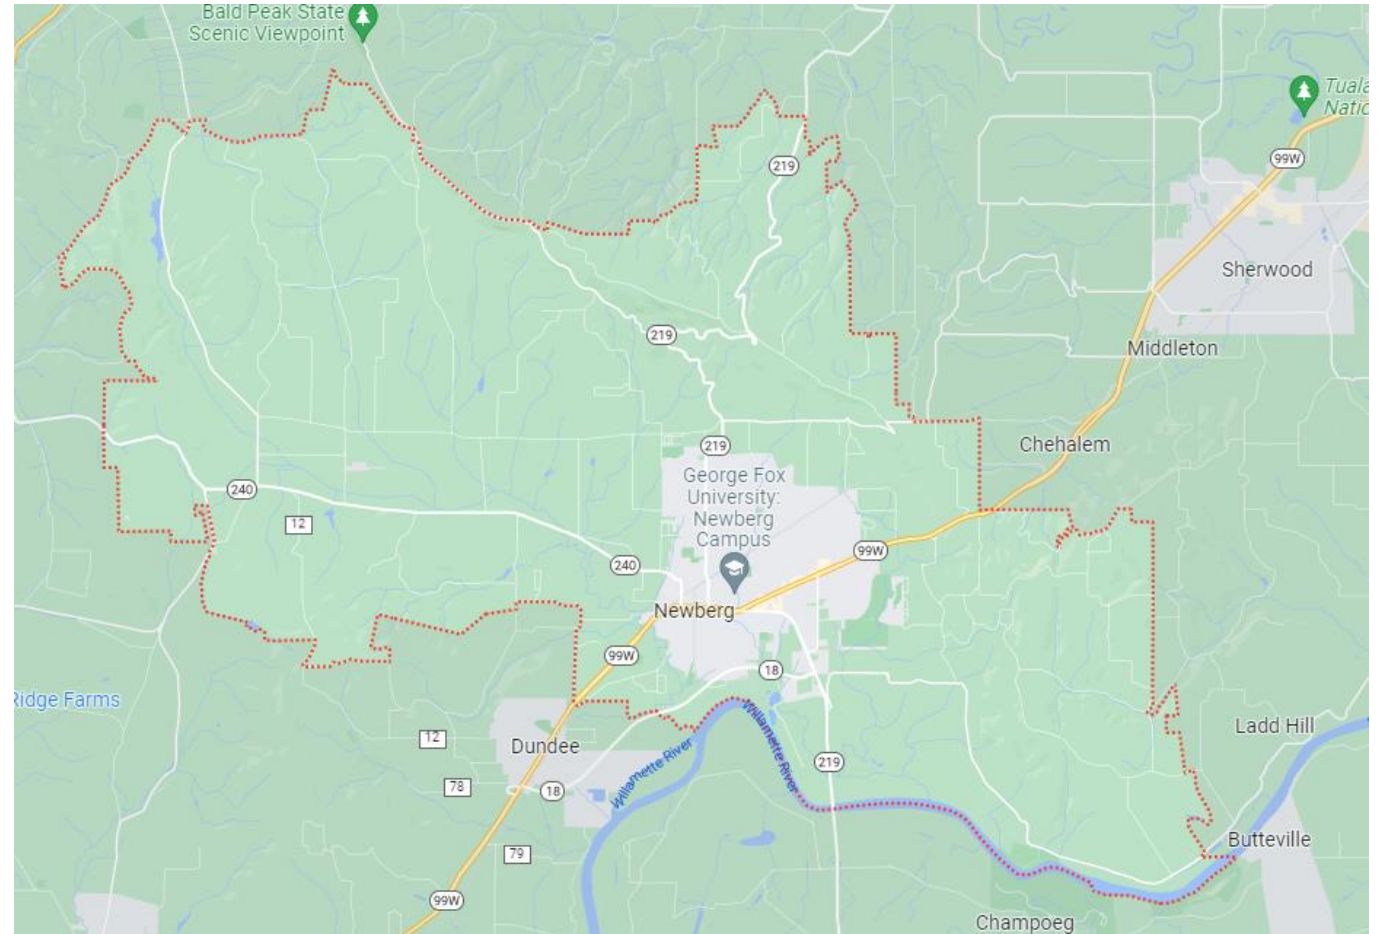 Bald Peak State
Scenic Viewpoint
Tuala
Natio
99W
219
Sherwood
219
Middleton
219
Chehalem
George Fox
University:
Newberg
Campus
240
12
99W
240
Newberg
99W
18
Ridge Farms
Willamette River
Ladd Hill
12
Dundee
Willamette River
219
78
18
Butteville
79
99W
Champoeg